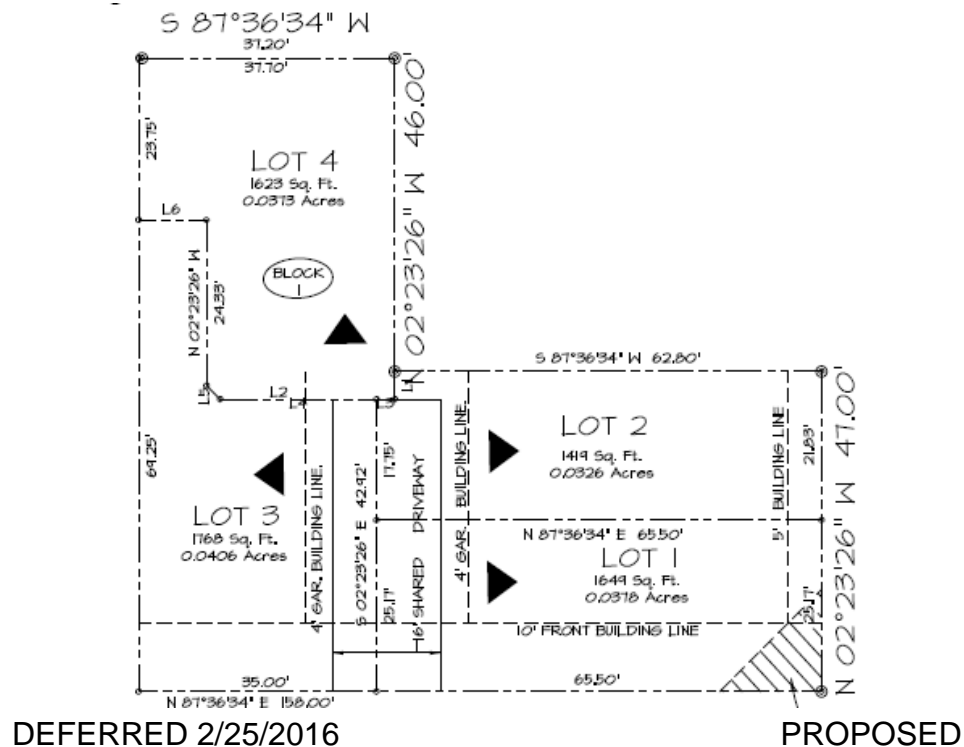 S 87°36'34" W
37.20'
37.70'
N 02°23'26" W 46.00'
23.75'
LOT 4
1623 Sq. Ft.
0.0373 Acres
L6
N 02°23'26" W
24.33'
BLOCK
1
S 87°36'34" W 62.80'
L1
L5
L2
L4
L3
69.25'
LOT 2
1419 Sq. Ft.
0.0326 Acres
21.83'
N 02°23'26" W 47.00'
5' BUILDING LINE
4' GAR. BUILDING LINE
17.75'
16' SHARED DRIVEWAY
S 02°23'26" E 42.92'
4' GAR. BUILDING LINE.
LOT 3
1768 Sq. Ft.
0.0406 Acres
N 87°36'34" E 65.50'
LOT 1
1649 Sq. Ft.
0.0378 Acres
25.17'
25.17'
10' FRONT BUILDING LINE
35.00'
65.50'
N 87°36'34" E 158.00'
DEFERRED 2/25/2016
PROPOSED